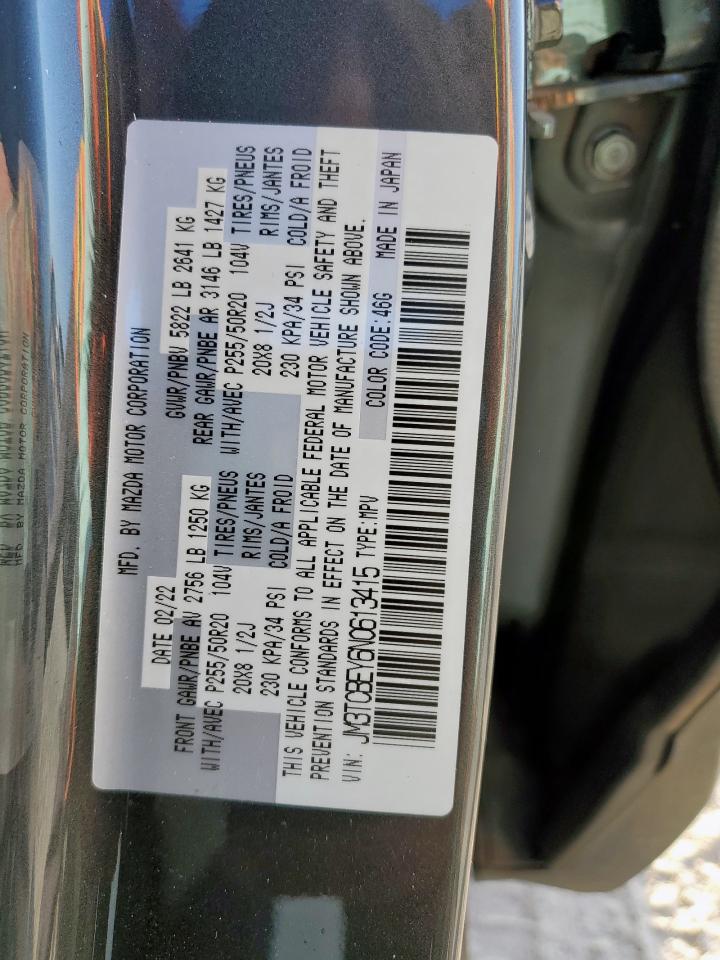 MFD. BY MAZDA MOTOR CORPORATION
DATE 02/22 GVWR/PNBV 5822 LB 2641 KG
FRONT GAWR/PNBE AV 2756 LB 1250 KG REAR GAWR/PNBE AR 3146 LB 1427 KG
WITH/AVEC P255/50R20 104V TIRES/PNEUS WITH/AVEC P255/50R20 104V TIRES/PNEUS
20X8 1/2J RIMS/JANTES 20X8 1/2J RIMS/JANTES
230 KPA/34 PSI COLD/A FROID 230 KPA/34 PSI COLD/A FROID
THIS VEHICLE CONFORMS TO ALL APPLICABLE FEDERAL MOTOR VEHICLE SAFETY AND THEFT
PREVENTION STANDARDS IN EFFECT ON THE DATE OF MANUFACTURE SHOWN ABOVE.
VIN: JM3TCBEY6N0613415 TYPE:MPV COLOR CODE:46G MADE IN JAPAN